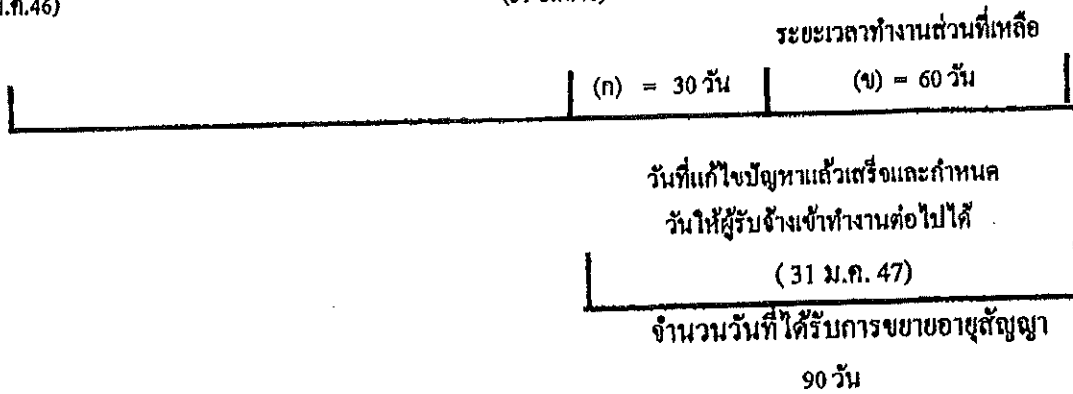 ระยะเวลาทำงานส่วนที่เหลือ
(ก) = 30 วัน (ข) = 60 วัน
วันที่แก้ไขปัญหาแล้วเสร็จและกำหนด
วันให้ผู้รับจ้างเข้าทำงานต่อไปได้
( 31 ม.ค. 47)
จำนวนวันที่ได้รับการขยายอายุสัญญา
90 วัน